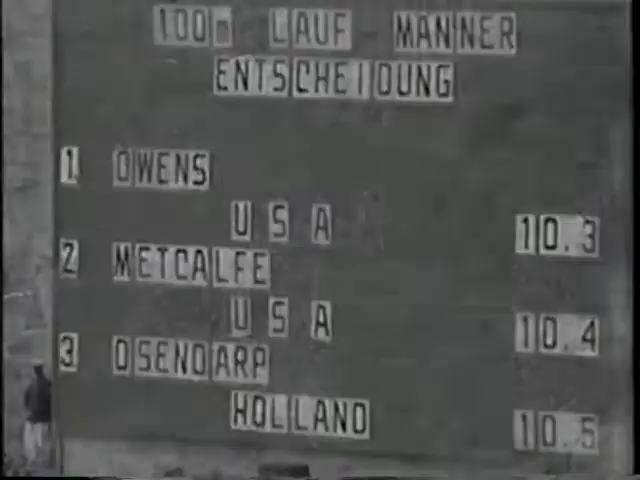 100m LAUF MÄNNER
ENTSCHEIDUNG
1 OWENS
USA 10.3
2 METCALFE
USA 10.4
3 OSENDARP
HOLLAND 10.5